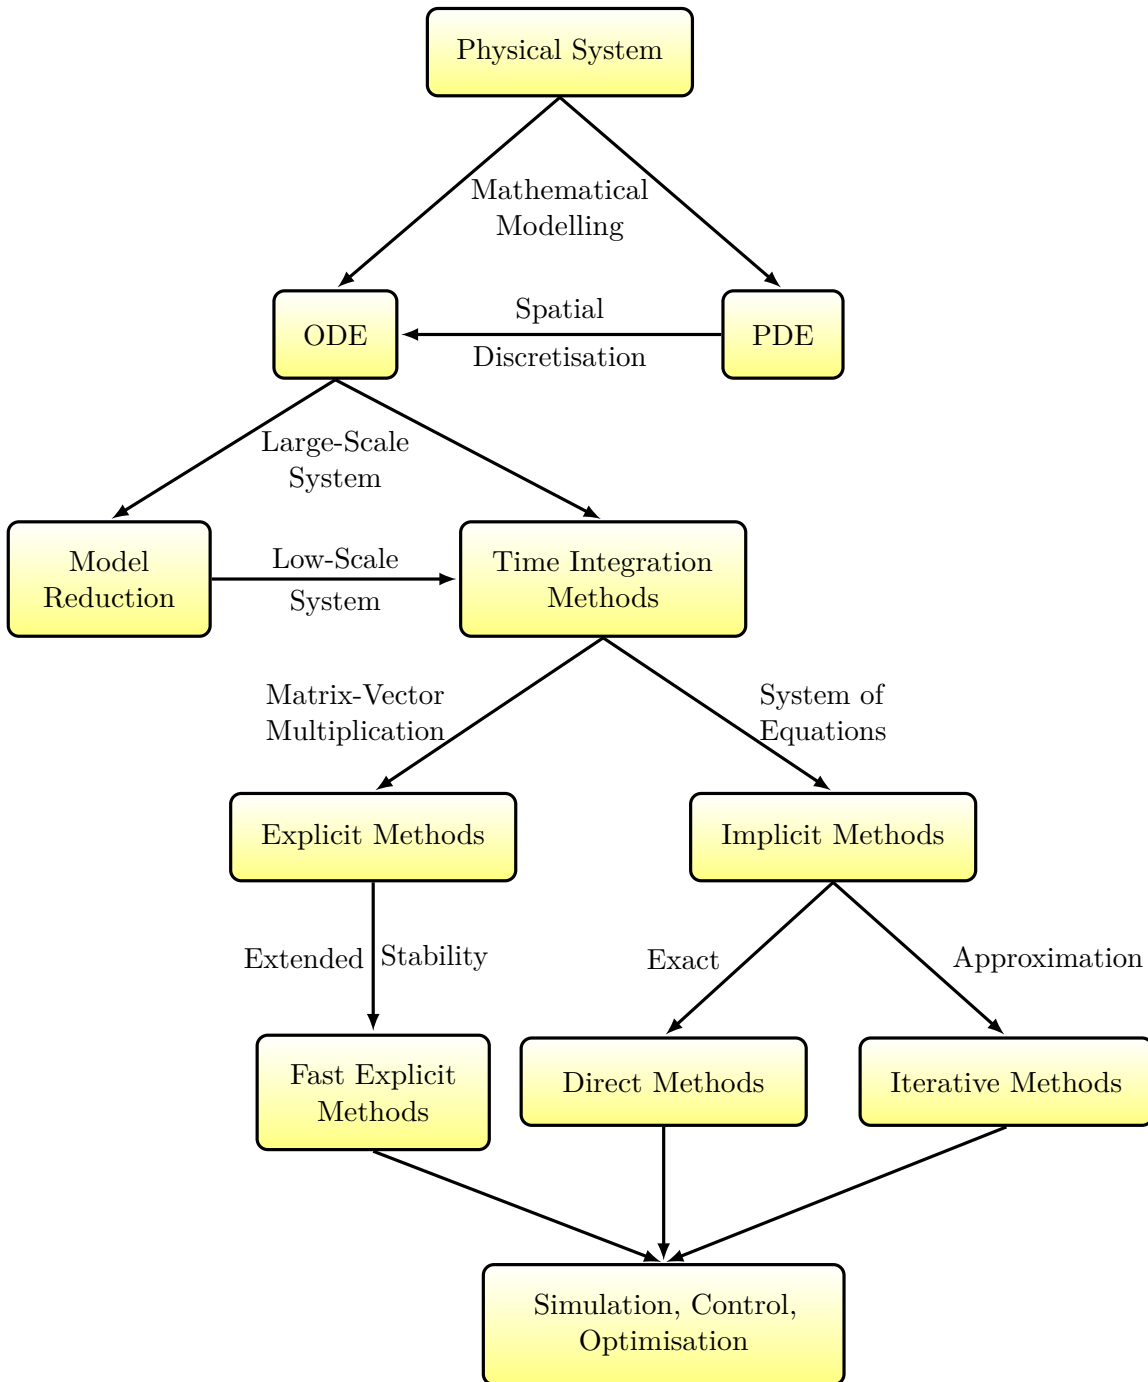 Physical System
Mathematical
Modelling
Spatial
ODE
PDE
Discretisation
Large-Scale
System
Model
Reduction
Low-Scale
System
Time Integration
Methods
Matrix-Vector
Multiplication
System of
Equations
Explicit Methods
Implicit Methods
Extended
Stability
Exact
Approximation
Fast Explicit
Methods
Direct Methods
Iterative Methods
Simulation, Control,
Optimisation